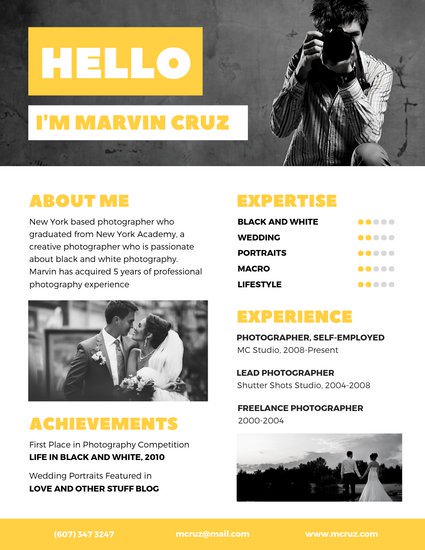 HELLO
I'M MARVIN CRUZ
ABOUT ME
New York based photographer who
graduated from New York Academy, a
creative photographer who is passionate
about black and white photography.
Marvin has acquired 5 years of professional
photography experience
ACHIEVEMENTS
First Place in Photography Competition
LIFE IN BLACK AND WHITE, 2010
Wedding Portraits Featured in
LOVE AND OTHER STUFF BLOG
EXPERTISE
BLACK AND WHITE
WEDDING
PORTRAITS
MACRO
LIFESTYLE
EXPERIENCE
PHOTOGRAPHER, SELF-EMPLOYED
MC Studio, 2008-Present
LEAD PHOTOGRAPHER
Shutter Shots Studio, 2004-2008
FREELANCE PHOTOGRAPHER
2000-2004
(607) 347 3247
mcruz@mail.com
www.mcruz.com